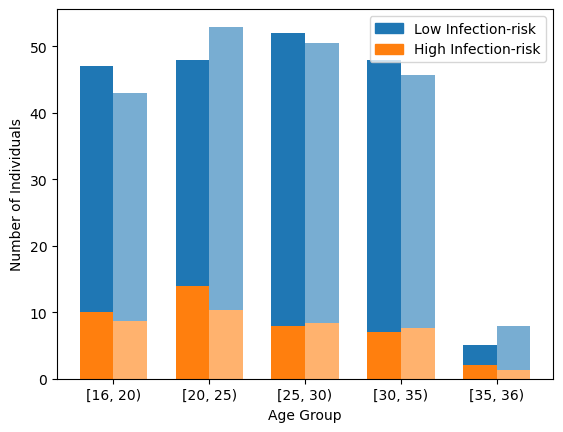 Low Infection-risk
High Infection-risk
Number of Individuals
50
40
30
20
10
0
[16, 20)
[20, 25)
[25, 30)
[30, 35)
[35, 36)
Age Group